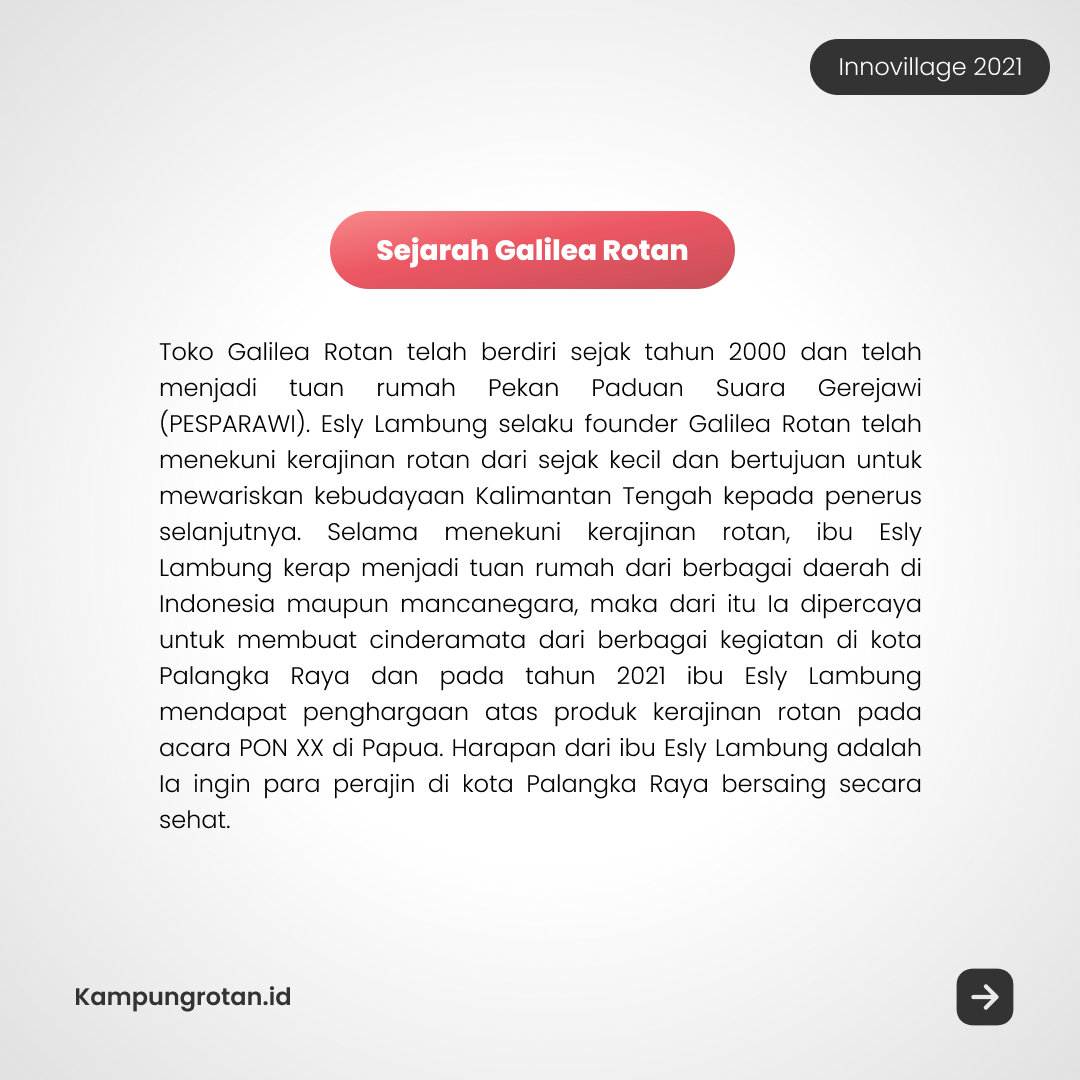 Innovillage 2021
Sejarah Galilea Rotan
Toko Galilea Rotan telah berdiri sejak tahun 2000 dan telah
menjadi tuan rumah Pekan Paduan Suara Gerejawi
(PESPARAWI). Esly Lambung selaku founder Galilea Rotan telah
menekuni kerajinan rotan dari sejak kecil dan bertujuan untuk
mewariskan kebudayaan Kalimantan Tengah kepada penerus
selanjutnya. Selama menekuni kerajinan rotan, ibu Esly
Lambung kerap menjadi tuan rumah dari berbagai daerah di
Indonesia maupun mancanegara, maka dari itu Ia dipercaya
untuk membuat cinderamata dari berbagai kegiatan di kota
Palangka Raya dan pada tahun 2021 ibu Esly Lambung
mendapat penghargaan atas produk kerajinan rotan pada
acara PON XX di Papua. Harapan dari ibu Esly Lambung adalah
Ia ingin para perajin di kota Palangka Raya bersaing secara
sehat.
Kampungrotan.id